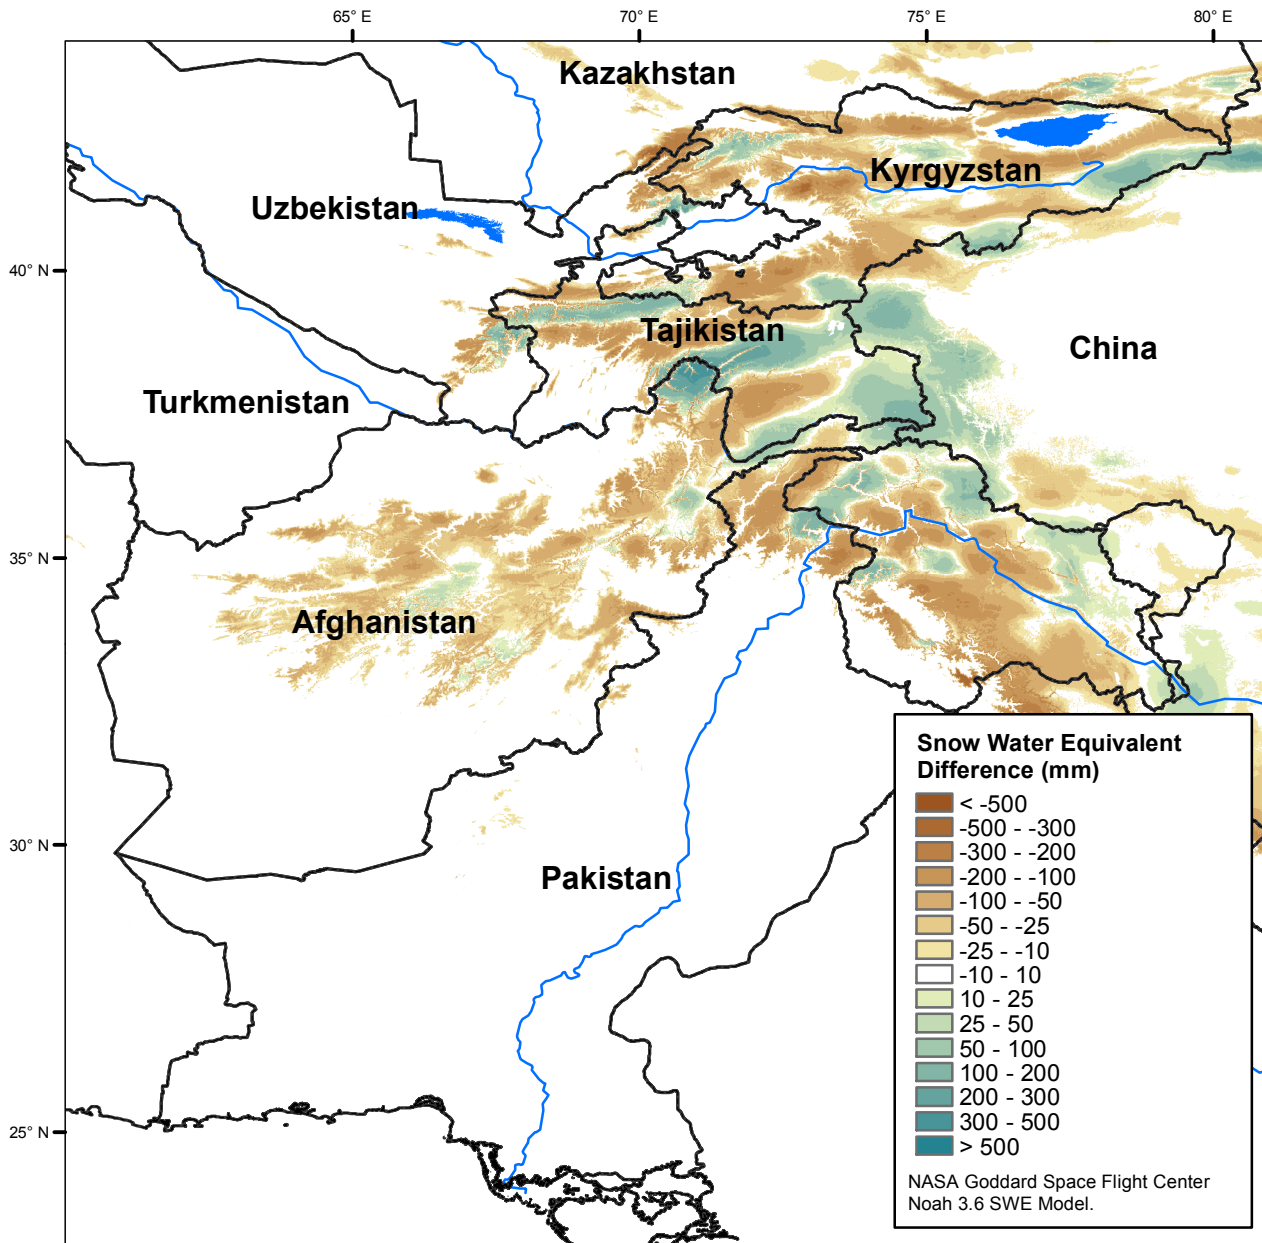 65° E
70° E
75° E
80° E
Kazakhstan
Kyrgyzstan
Uzbekistan
40° N
Tajikistan
China
Turkmenistan
35° N
Afghanistan
Snow Water Equivalent
Difference (mm)
< -500
-500 - -300
-300 - -200
-200 - -100
-100 - -50
-50 - -25
-25 - -10
-10 - 10
10 - 25
25 - 50
50 - 100
100 - 200
200 - 300
300 - 500
> 500
NASA Goddard Space Flight Center
Noah 3.6 SWE Model.
30° N
Pakistan
25° N